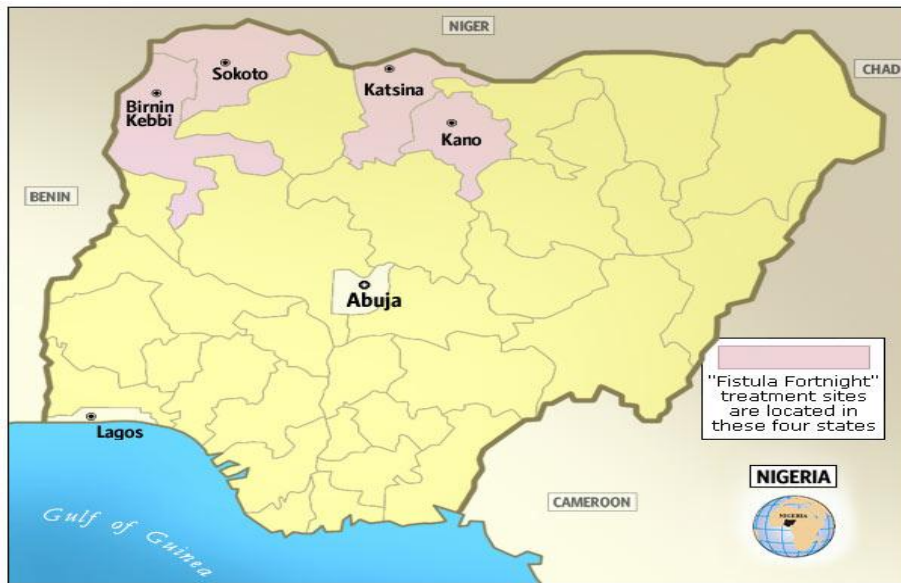 NIGER
CHAD
Sokoto
Katsina
Birnin
Kebbi
Kano
BENIN
Abuja
"Fistula Fortnight"
treatment sites
are located in
these four states
Lagos
NIGERIA
CAMEROON
NIGERIA
Gulf of Guinea